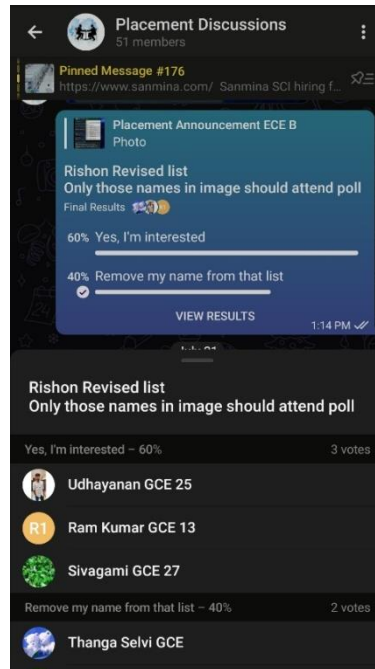 Placement Discussions
51 members
Pinned Message #176
https://www.sanmina.com/ Sanmina SCI hiring f...
Placement Announcement ECE B
Photo
Rishon Revised list
Only those names in image should attend poll
Final Results
60% Yes, I'm interested
40% Remove my name from that list
VIEW RESULTS
1:14 PM
Rishon Revised list
Only those names in image should attend poll
Yes, I'm interested – 60% 3 votes
Udhayanan GCE 25
R1 Ram Kumar GCE 13
Sivagami GCE 27
Remove my name from that list – 40% 2 votes
Thanga Selvi GCE